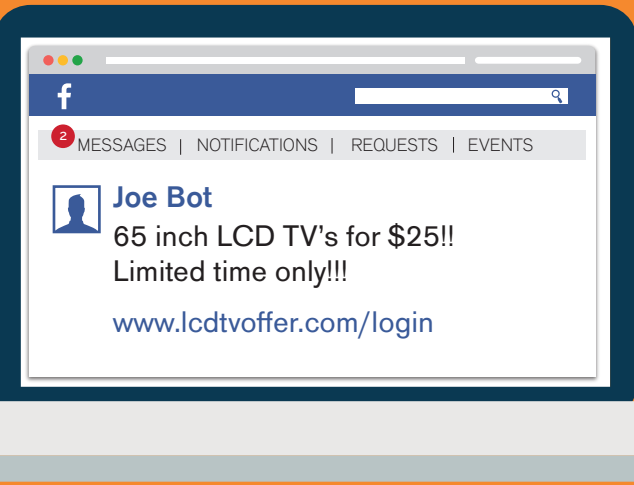 f
2
MESSAGES | NOTIFICATIONS | REQUESTS | EVENTS
Joe Bot
65 inch LCD TV’s for $25!!
Limited time only!!!
www.lcdtvoffer.com/login